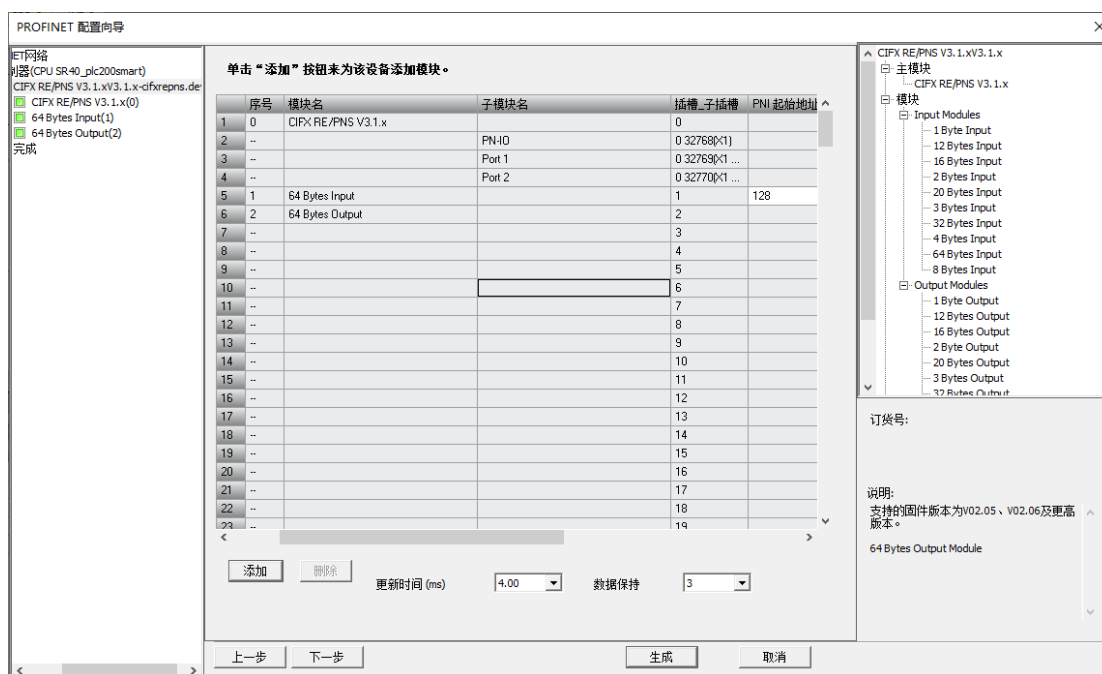 PROFINET 配置向导
ET网络
器(CPU SR40_plc200smart)
CIFX RE/PNS V3.1.xV3.1.x-cifxrepns.de
CIFX RE/PNS V3.1.x(0)
64 Bytes Input(1)
64 Bytes Output(2)
完成
单击“添加”按钮来为该设备添加模块。
序号 模块名 子模块名 插槽_子插槽 PNI 起始地址
1 0 CIFX RE/PNS V3.1.x 0
2 -- PN-IO 0 32768(X1)
3 -- Port 1 0 32769(X1 ...
4 -- Port 2 0 32770(X1 ...
5 1 64 Bytes Input 1 128
6 2 64 Bytes Output 2
7 -- 3
8 -- 4
9 -- 5
10 -- 6
11 -- 7
12 -- 8
13 -- 9
14 -- 10
15 -- 11
16 -- 12
17 -- 13
18 -- 14
19 -- 15
20 -- 16
21 -- 17
22 -- 18
23 -- 19
添加 删除 更新时间 (ms) 4.00 数据保持 3
上一步 下一步 生成 取消
CIFX RE/PNS V3.1.xV3.1.x
主模块
CIFX RE/PNS V3.1.x
模块
Input Modules
1 Byte Input
12 Bytes Input
16 Bytes Input
2 Bytes Input
20 Bytes Input
3 Bytes Input
32 Bytes Input
4 Bytes Input
64 Bytes Input
8 Bytes Input
Output Modules
1 Byte Output
12 Bytes Output
16 Bytes Output
2 Byte Output
20 Bytes Output
3 Bytes Output
32 Bytes Output
订货号:
说明:
支持的固件版本为V02.05、V02.06及更高
版本。
64 Bytes Output Module